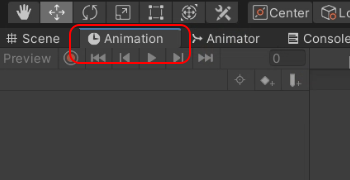 Center Lo
Scene Animation Animator Console
Preview 0